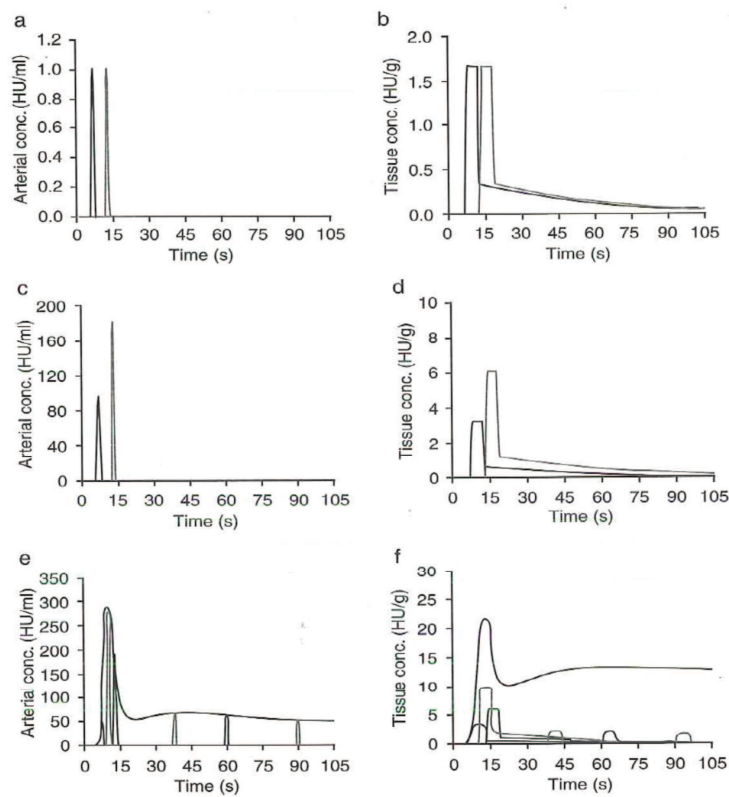 a
Arterial conc. (HU/ml)
1.2
1.0
0.8
0.6
0.4
0.2
0.0
0 15 30 45 60 75 90 105
Time (s)
b
Tissue conc. (HU/g)
2.0
1.5
1.0
0.5
0.0
0 15 30 45 60 75 90 105
Time (s)
c
Arterial conc. (HU/ml)
200
160
120
80
40
0
0 15 30 45 60 75 90 105
Time (s)
d
Tissue conc. (HU/g)
10
8
6
4
2
0
0 15 30 45 60 75 90 105
Time (s)
e
Arterial conc. (HU/ml)
350
300
250
200
150
100
50
0
0 15 30 45 60 75 90 105
Time (s)
f
Tissue conc. (HU/g)
30
25
20
15
10
5
0
0 15 30 45 60 75 90 105
Time (s)